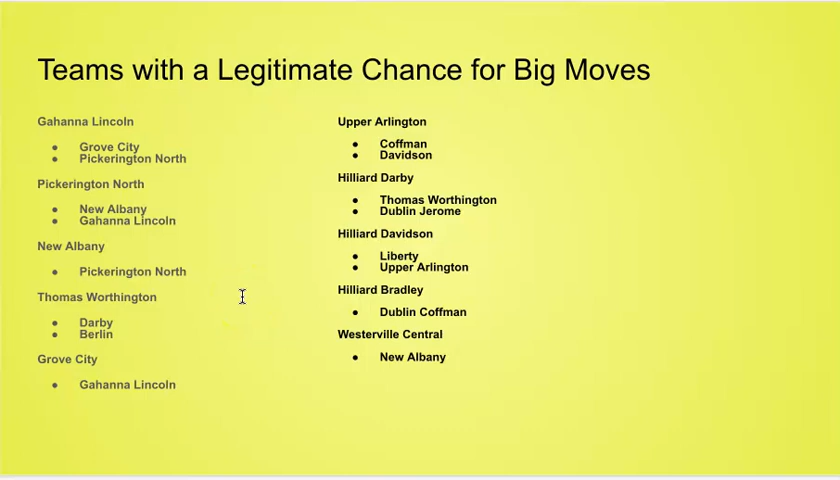 Teams with a Legitimate Chance for Big Moves
Gahanna Lincoln
● Grove City
● Pickerington North
Pickerington North
● New Albany
● Gahanna Lincoln
New Albany
● Pickerington North
Thomas Worthington
● Darby
● Berlin
Grove City
● Gahanna Lincoln
Upper Arlington
● Coffman
● Davidson
Hilliard Darby
● Thomas Worthington
● Dublin Jerome
Hilliard Davidson
● Liberty
● Upper Arlington
Hilliard Bradley
● Dublin Coffman
Westerville Central
● New Albany